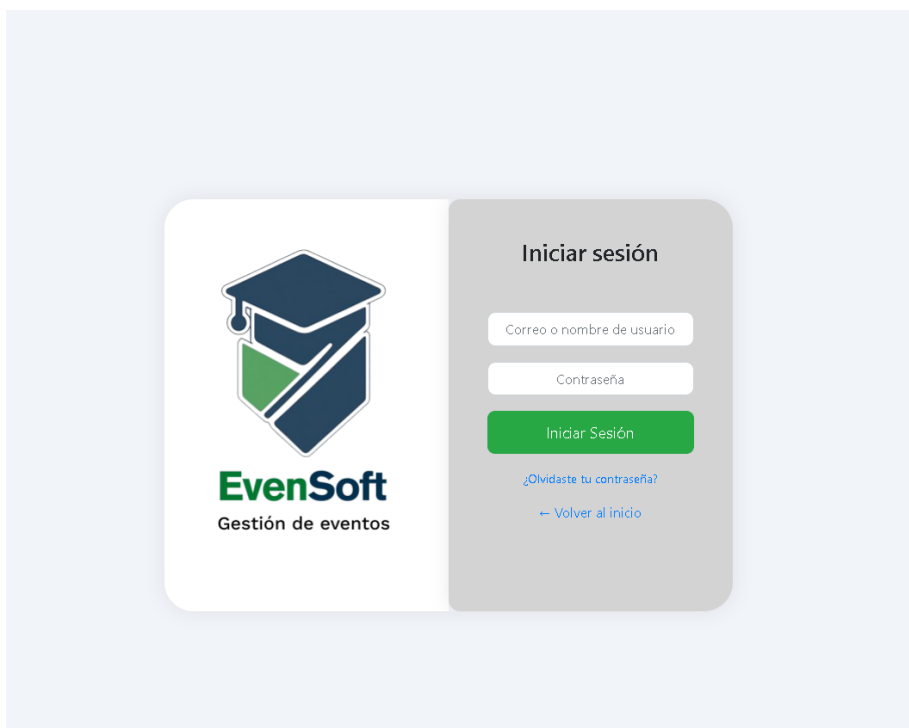 EvenSoft
Gestión de eventos
Iniciar sesión
Correo o nombre de usuario
Contraseña
Iniciar Sesión
¿Olvidaste tu contraseña?
← Volver al inicio